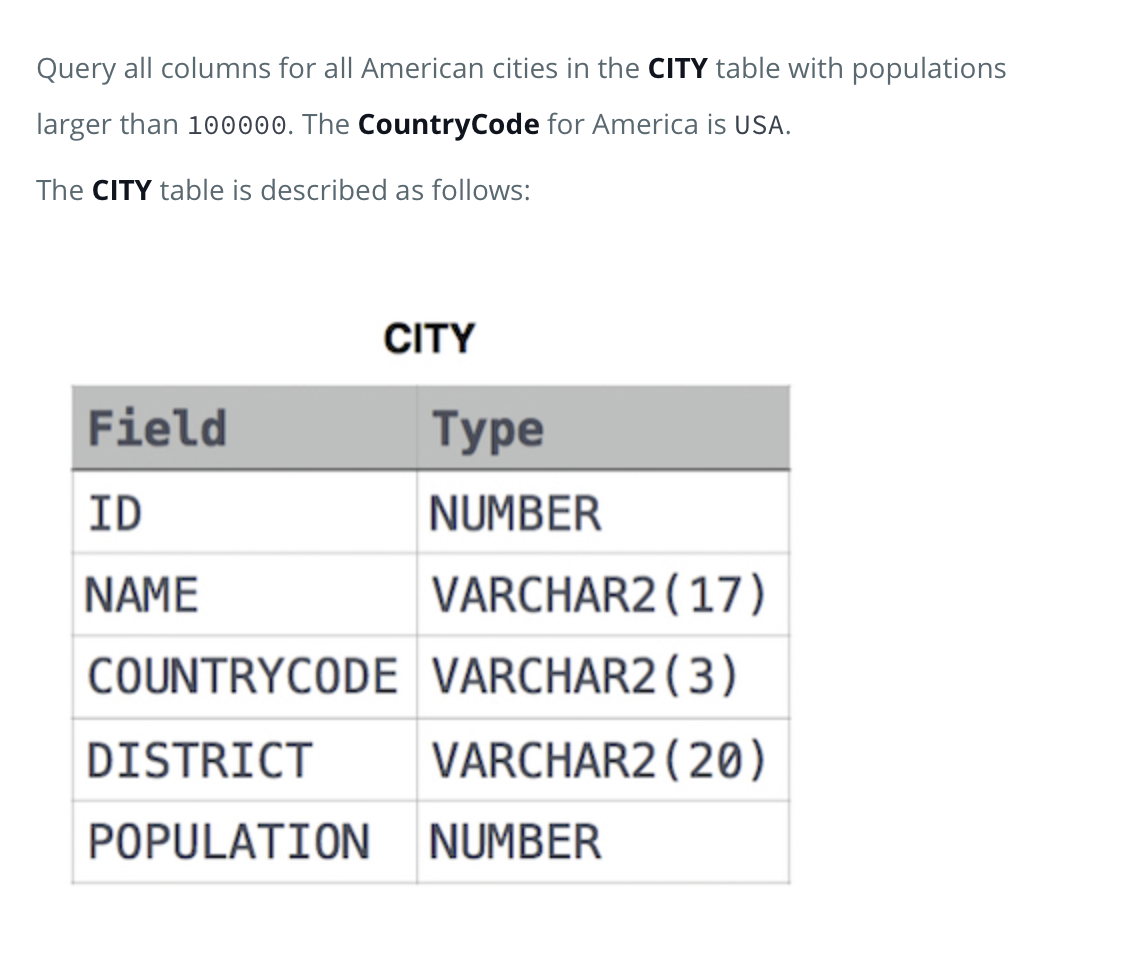 Query all columns for all American cities in the CITY table with populations
larger than 100000. The CountryCode for America is USA.
The CITY table is described as follows:
CITY
Field Type
ID NUMBER
NAME VARCHAR2(17)
COUNTRYCODE VARCHAR2(3)
DISTRICT VARCHAR2(20)
POPULATION NUMBER